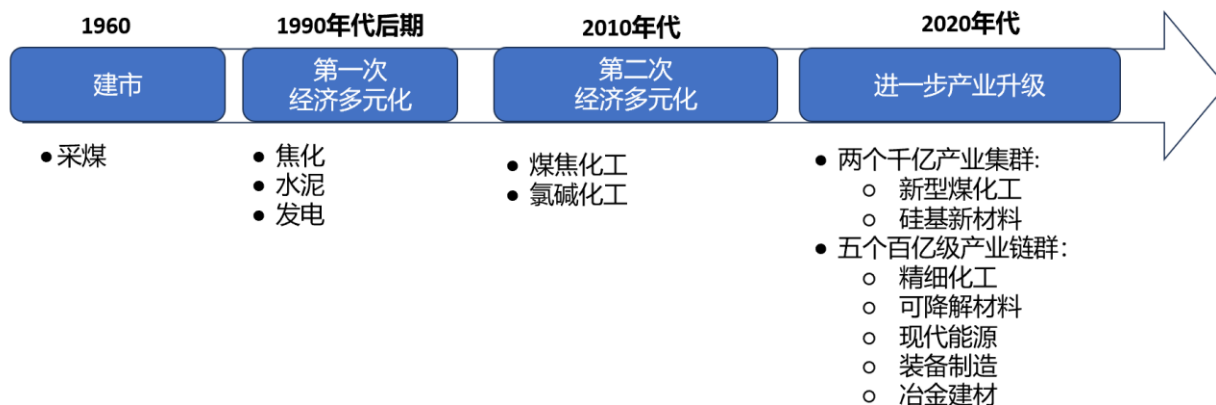 1960
建市
● 采煤
1990年代后期
第一次
经济多元化
● 焦化
● 水泥
● 发电
2010年代
第二次
经济多元化
● 煤焦化工
● 氯碱化工
2020年代
进一步产业升级
● 两个千亿产业集群:
○ 新型煤化工
○ 硅基新材料
● 五个百亿级产业链群:
○ 精细化工
○ 可降解材料
○ 现代能源
○ 装备制造
○ 冶金建材